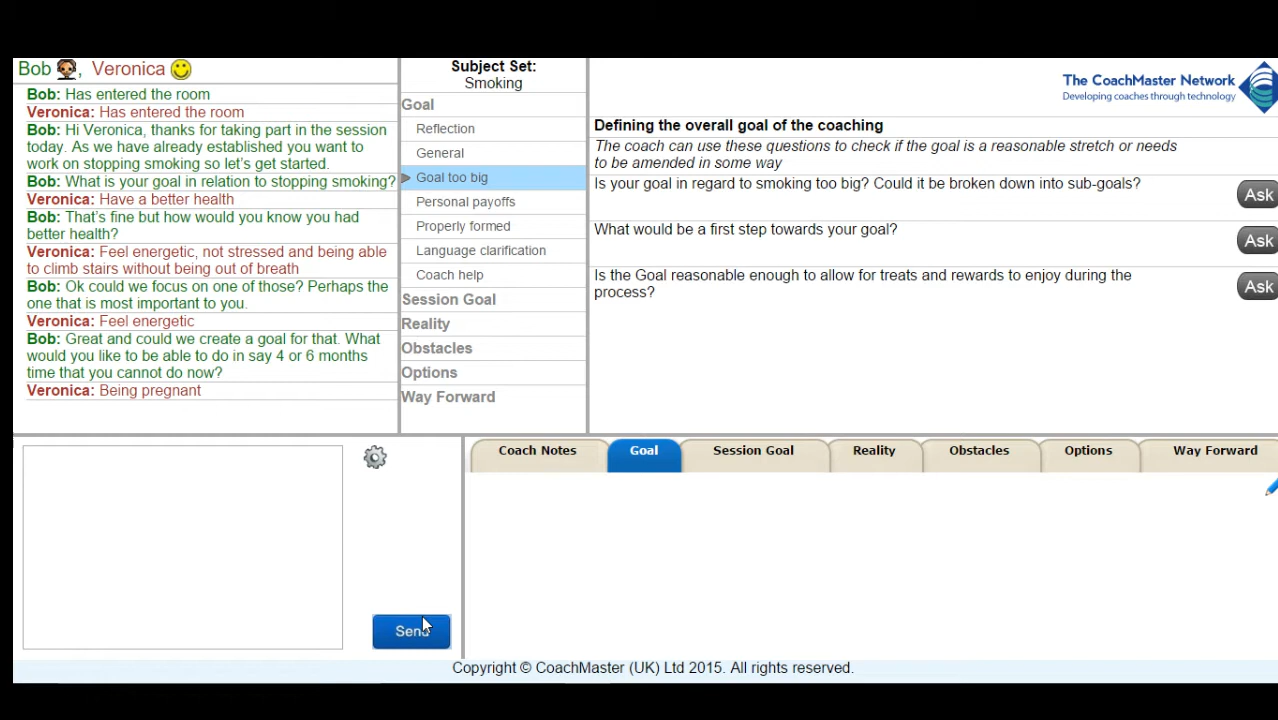 Bob , Veronica
Bob: Has entered the room
Veronica: Has entered the room
Bob: Hi Veronica, thanks for taking part in the session
today. As we have already established you want to
work on stopping smoking so let's get started.
Bob: What is your goal in relation to stopping smoking?
Veronica: Have a better health
Bob: That's fine but how would you know you had
better health?
Veronica: Feel energetic, not stressed and being able
to climb stairs without being out of breath
Bob: Ok could we focus on one of those? Perhaps the
one that is most important to you.
Veronica: Feel energetic
Bob: Great and could we create a goal for that. What
would you like to be able to do in say 4 or 6 months
time that you cannot do now?
Veronica: Being pregnant
Subject Set:
Smoking
Goal
Reflection
General
Goal too big
Personal payoffs
Properly formed
Language clarification
Coach help
Session Goal
Reality
Obstacles
Options
Way Forward
The CoachMaster Network
Developing coaches through technology
Defining the overall goal of the coaching
The coach can use these questions to check if the goal is a reasonable stretch or needs
to be amended in some way
Is your goal in regard to smoking too big? Could it be broken down into sub-goals?
Ask
What would be a first step towards your goal?
Ask
Is the Goal reasonable enough to allow for treats and rewards to enjoy during the
process?
Ask
Send
Coach Notes
Goal
Session Goal
Reality
Obstacles
Options
Way Forward
Copyright © CoachMaster (UK) Ltd 2015. All rights reserved.